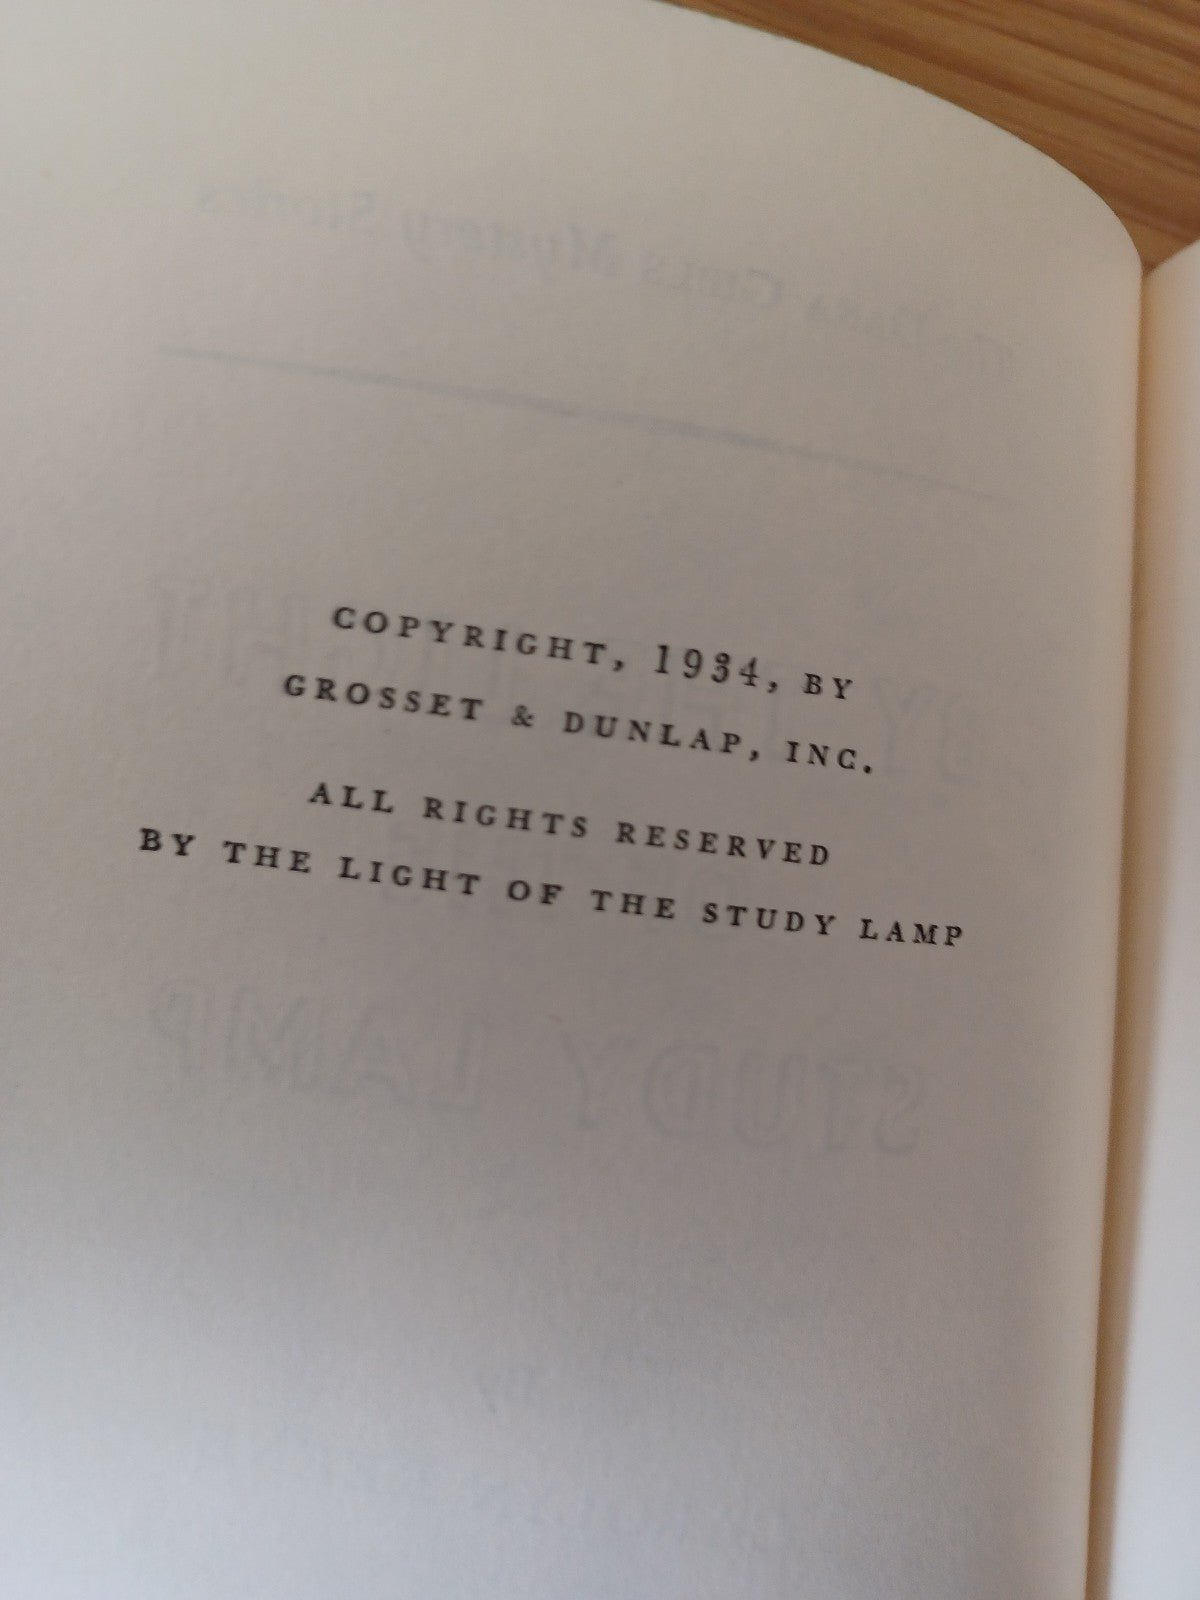 COPYRIGHT, 1934, BY
GROSSET & DUNLAP, INC.
ALL RIGHTS RESERVED
BY THE LIGHT OF THE STUDY LAMP